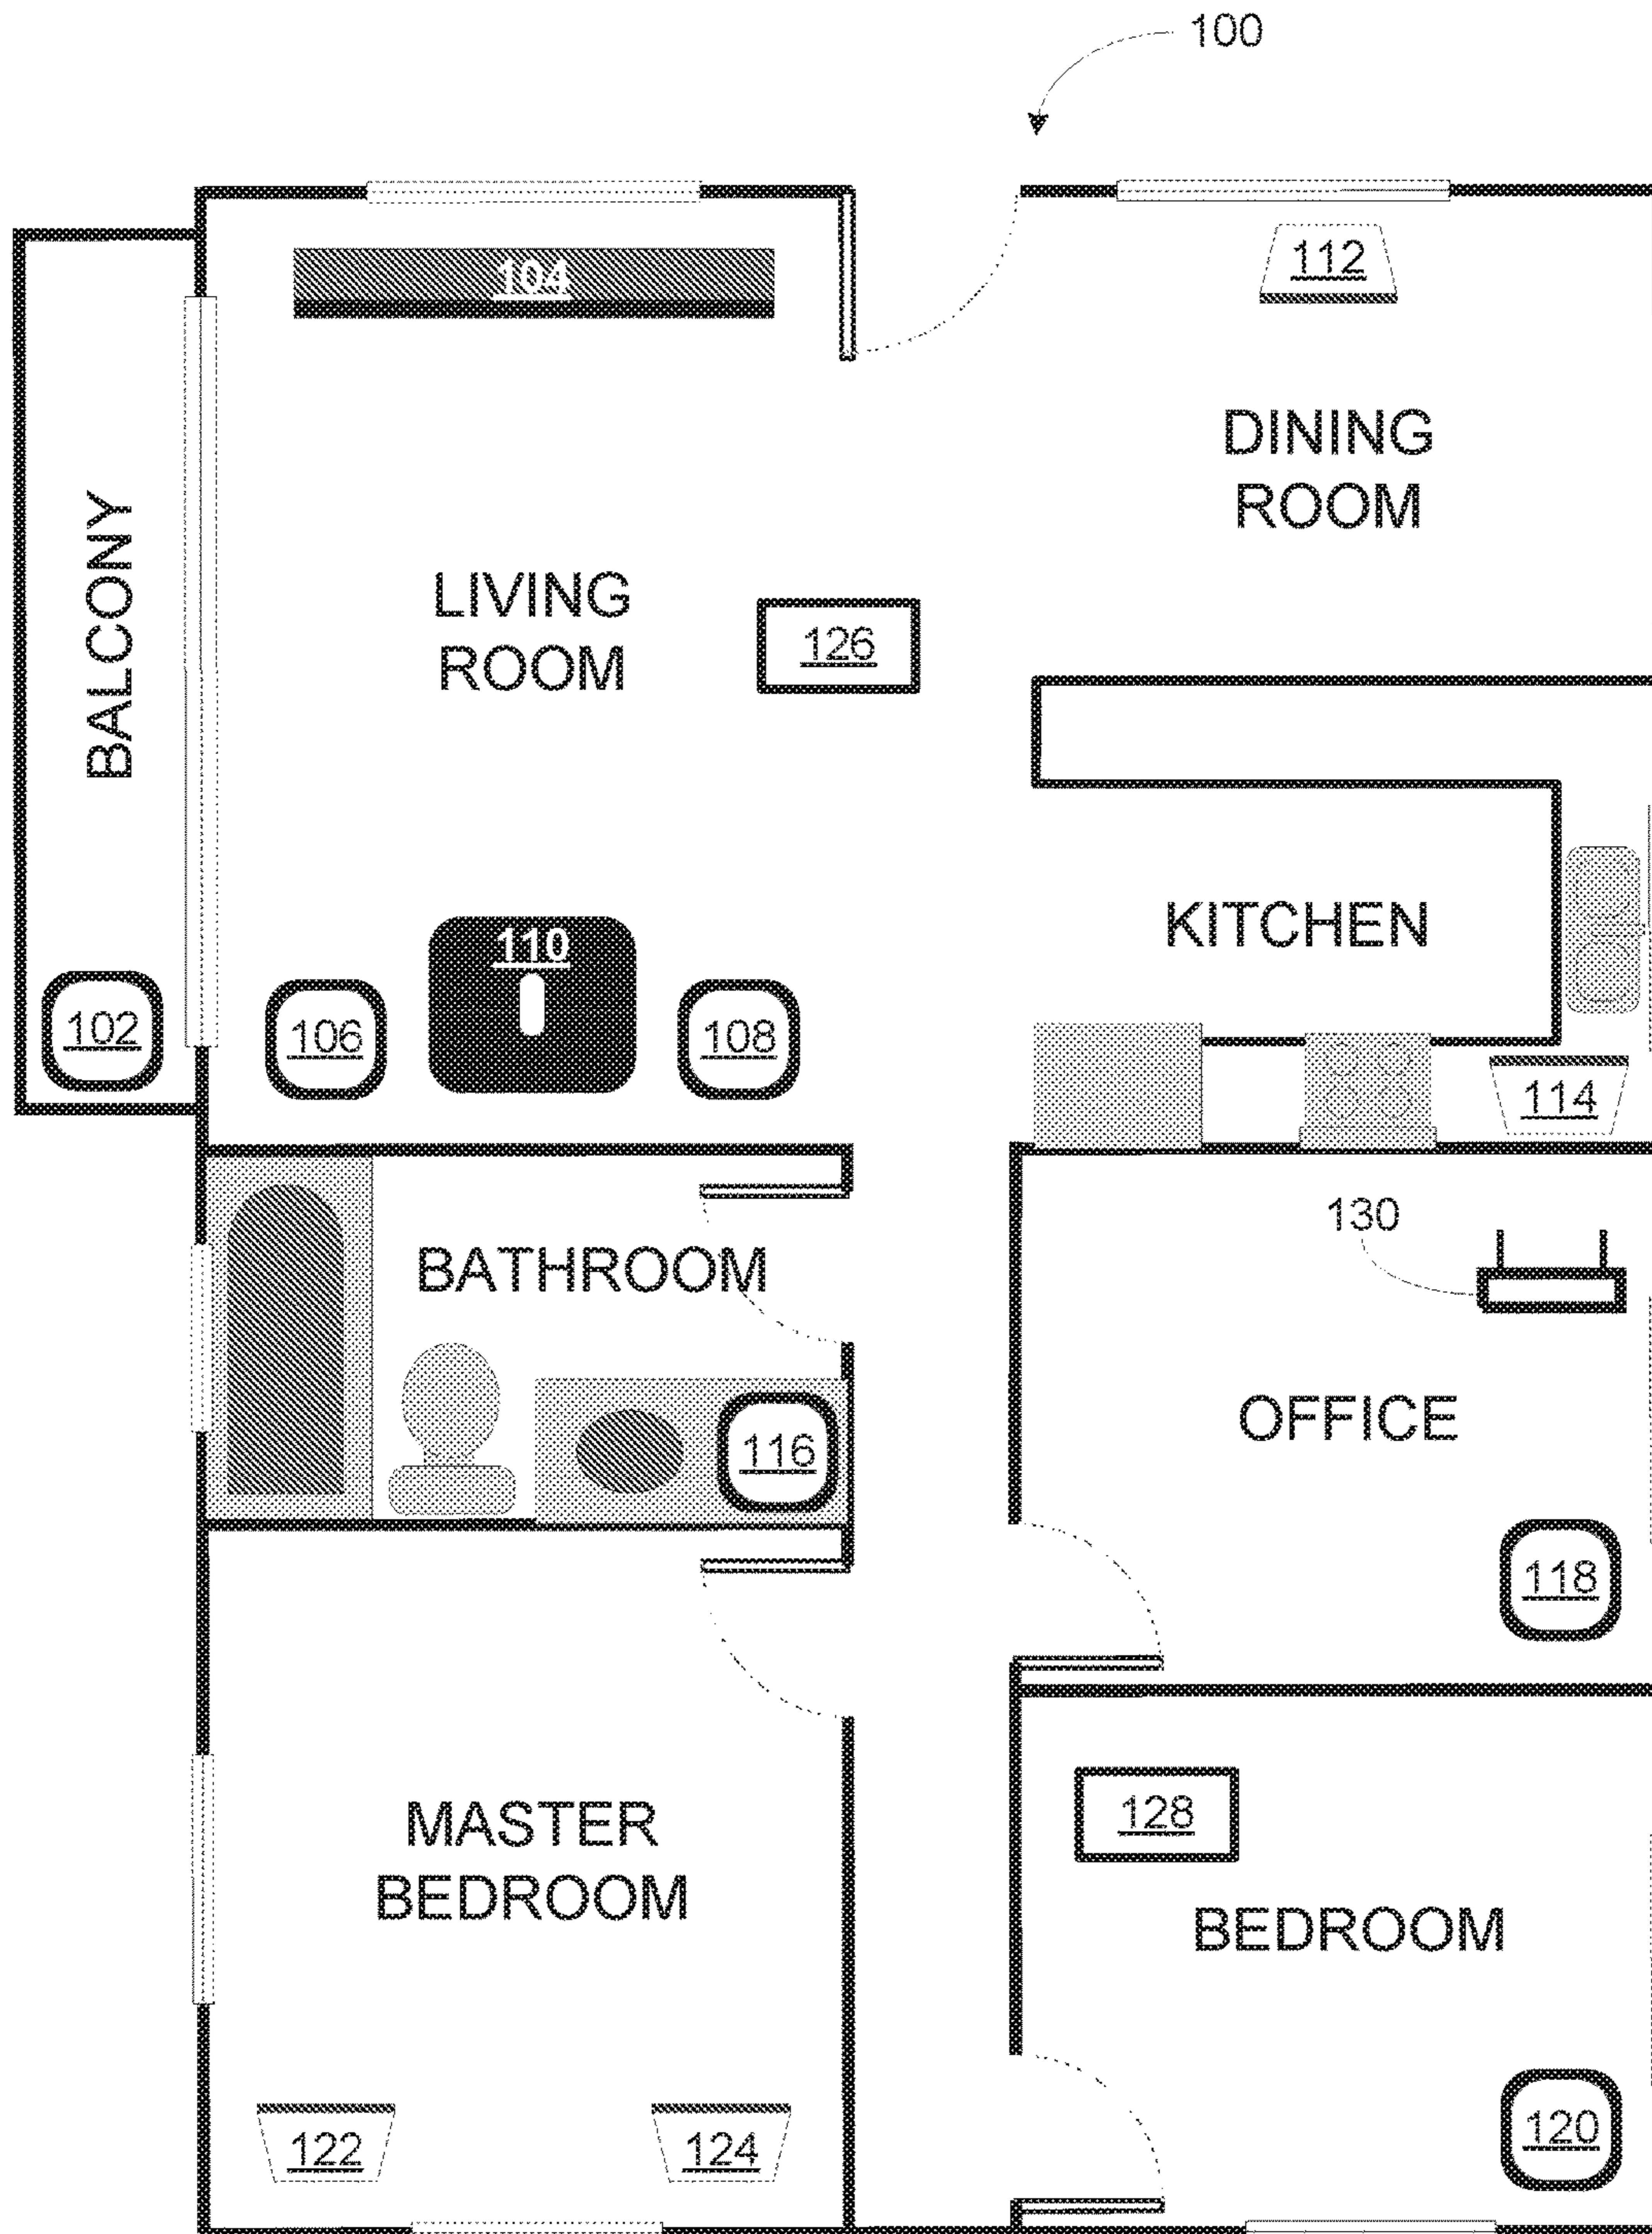 100
104
112
DINING
ROOM
BALCONY
LIVING
ROOM
126
KITCHEN
110
102
106
108
114
130
BATHROOM
OFFICE
116
118
MASTER
BEDROOM
128
BEDROOM
122
124
120